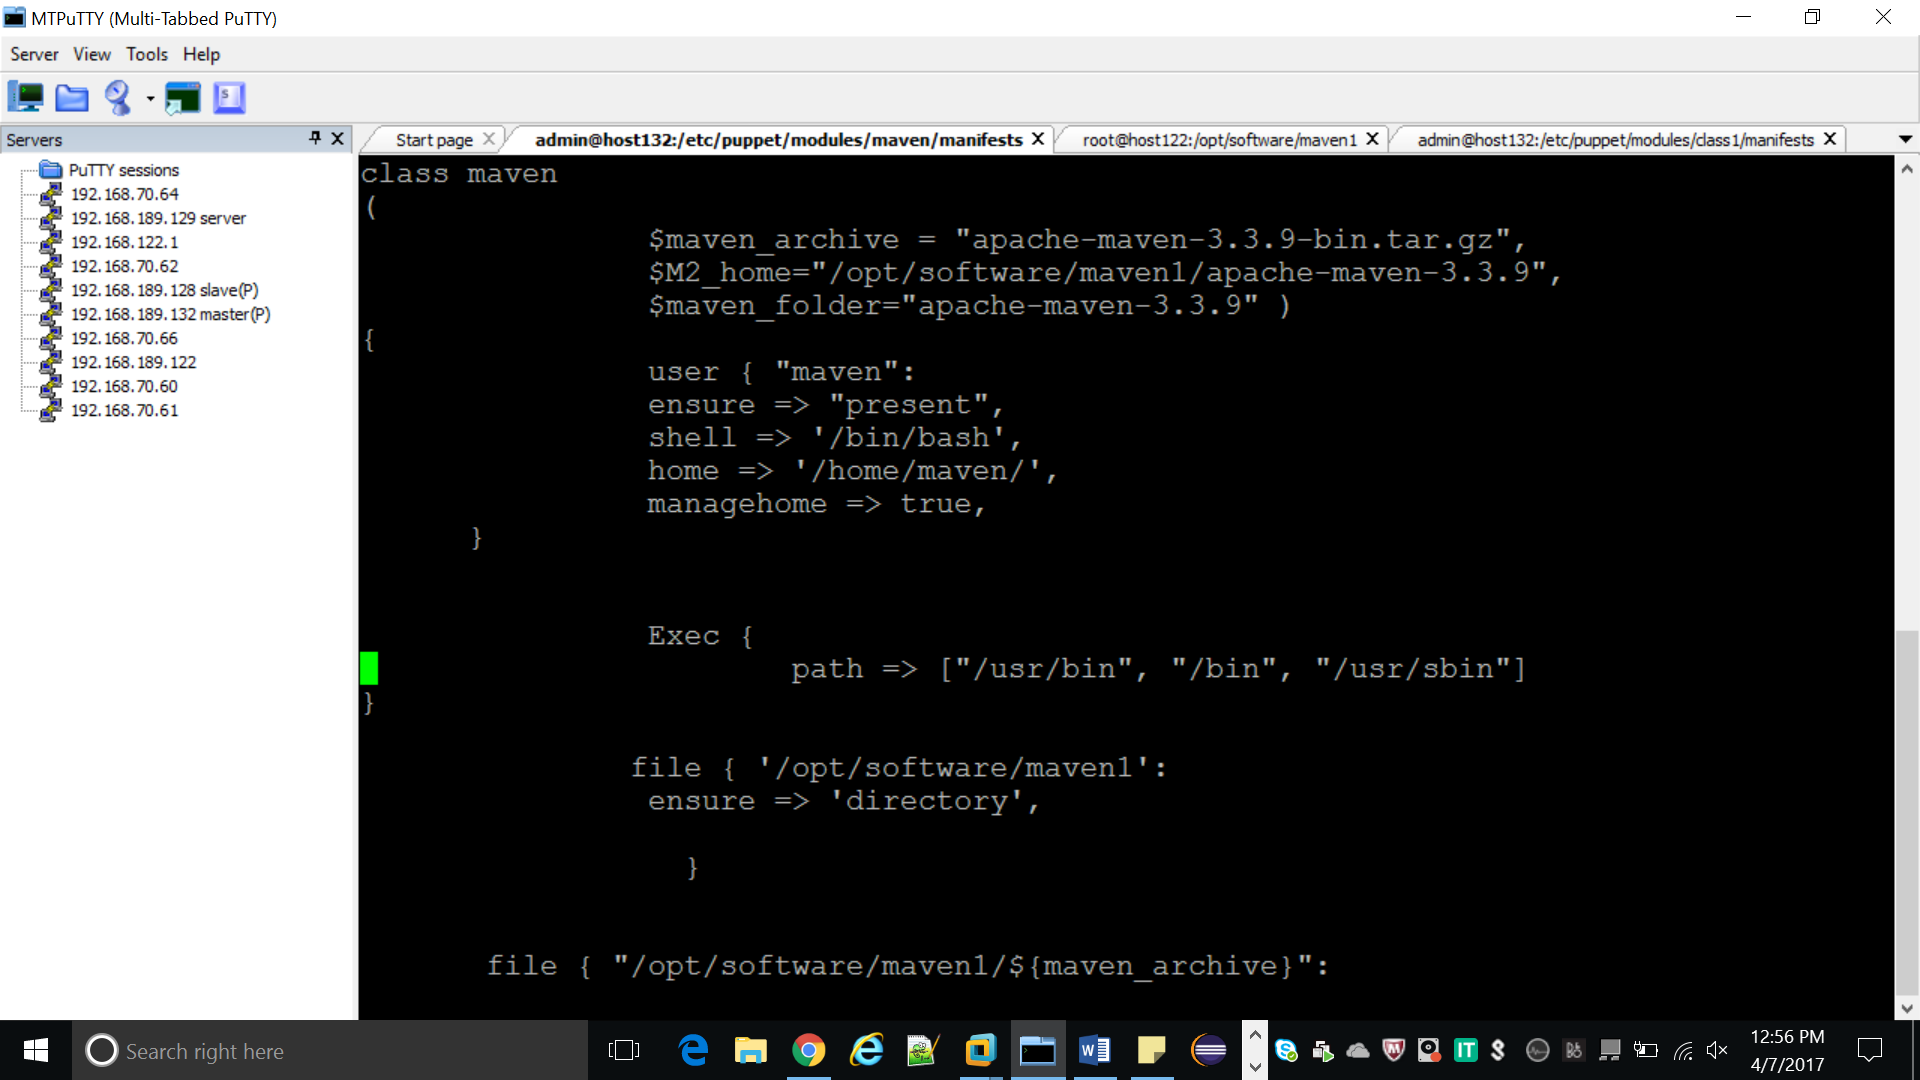 MTPuTTY (Multi-Tabbed PuTTY)
Server View Tools Help
Servers
PuTTY sessions
192.168.70.64
192.168.189.129 server
192.168.122.1
192.168.70.62
192.168.189.128 slave(P)
192.168.189.132 master(P)
192.168.70.66
192.168.189.122
192.168.70.60
192.168.70.61
Start page
admin@host132:/etc/puppet/modules/maven/manifests
root@host122:/opt/software/maven1
admin@host132:/etc/puppet/modules/class1/manifests
class maven
(
$maven_archive = "apache-maven-3.3.9-bin.tar.gz",
$M2_home="/opt/software/maven1/apache-maven-3.3.9",
$maven_folder="apache-maven-3.3.9" )
{
user { "maven":
ensure => "present",
shell => '/bin/bash',
home => '/home/maven/',
managehome => true,
}
Exec {
path => ["/usr/bin", "/bin", "/usr/sbin"]
}
file { '/opt/software/maven1':
ensure => 'directory',
}
file { "/opt/software/maven1/${maven_archive}":
Search right here
12:56 PM
4/7/2017